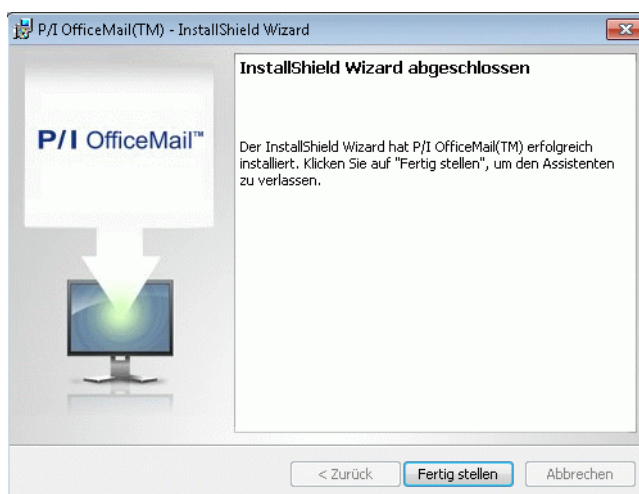 P/I OfficeMail(TM) - InstallShield Wizard
InstallShield Wizard abgeschlossen
P/I OfficeMail™
Der InstallShield Wizard hat P/I OfficeMail(TM) erfolgreich
installiert. Klicken Sie auf "Fertig stellen", um den Assistenten
zu verlassen.
< Zurück
Fertig stellen
Abbrechen